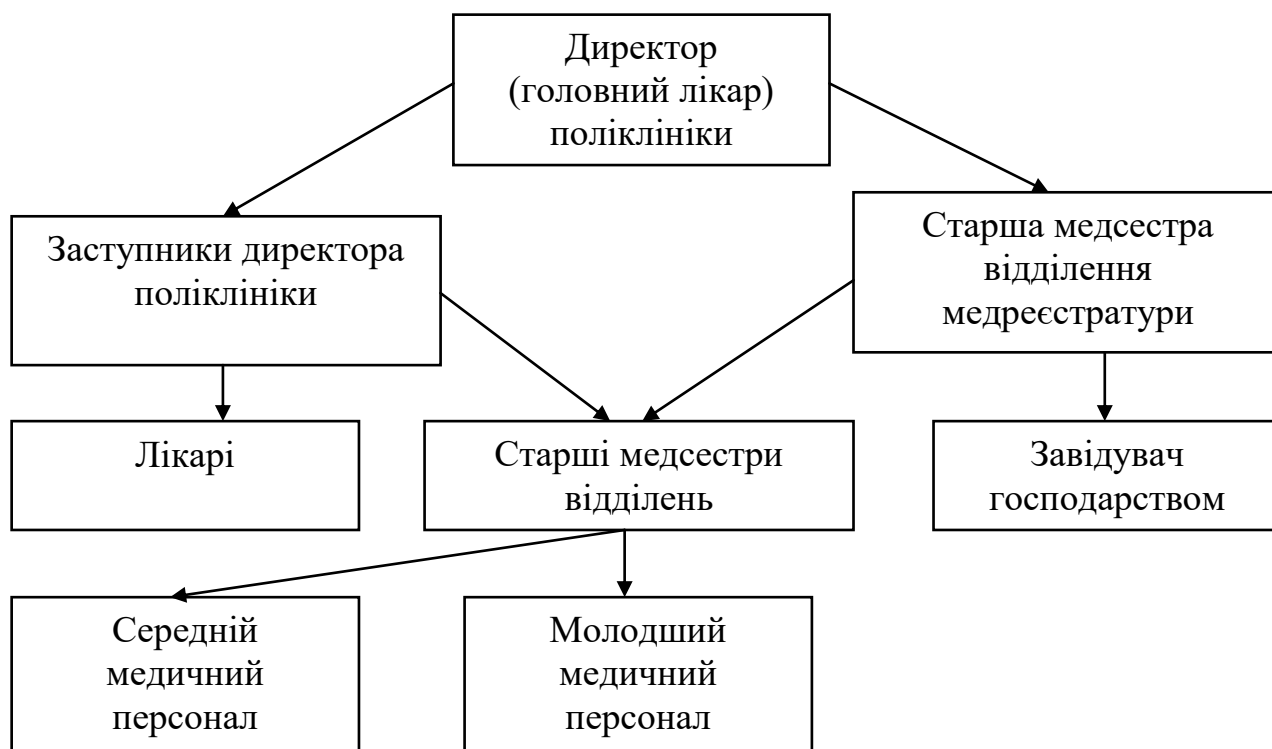 Директор
(головний лікар)
поліклініки
Заступники директора
поліклініки
Старша медсестра
відділення
медреєстратури
Лікарі
Старші медсестри
відділень
Завідувач
господарством
Середній
медичний
персонал
Молодший
медичний
персонал